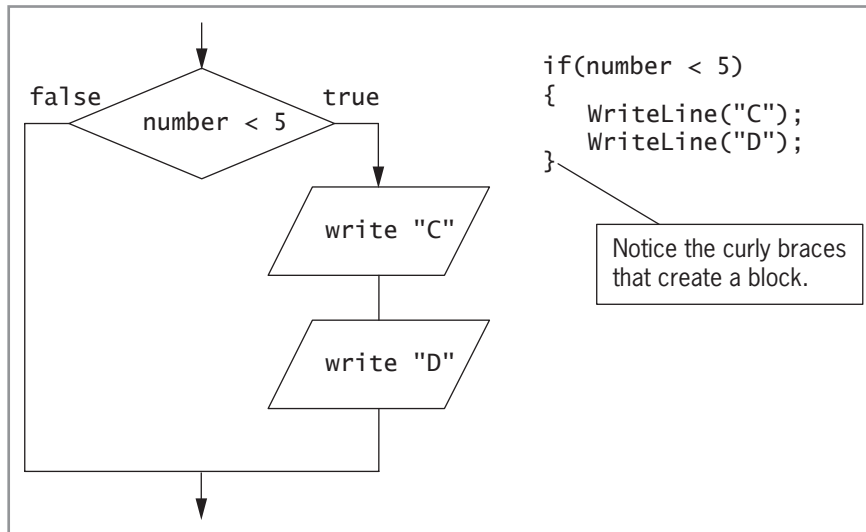 false
true
number < 5
write "C"
write "D"
if(number < 5)
{
WriteLine("C");
WriteLine("D");
}
Notice the curly braces
that create a block.